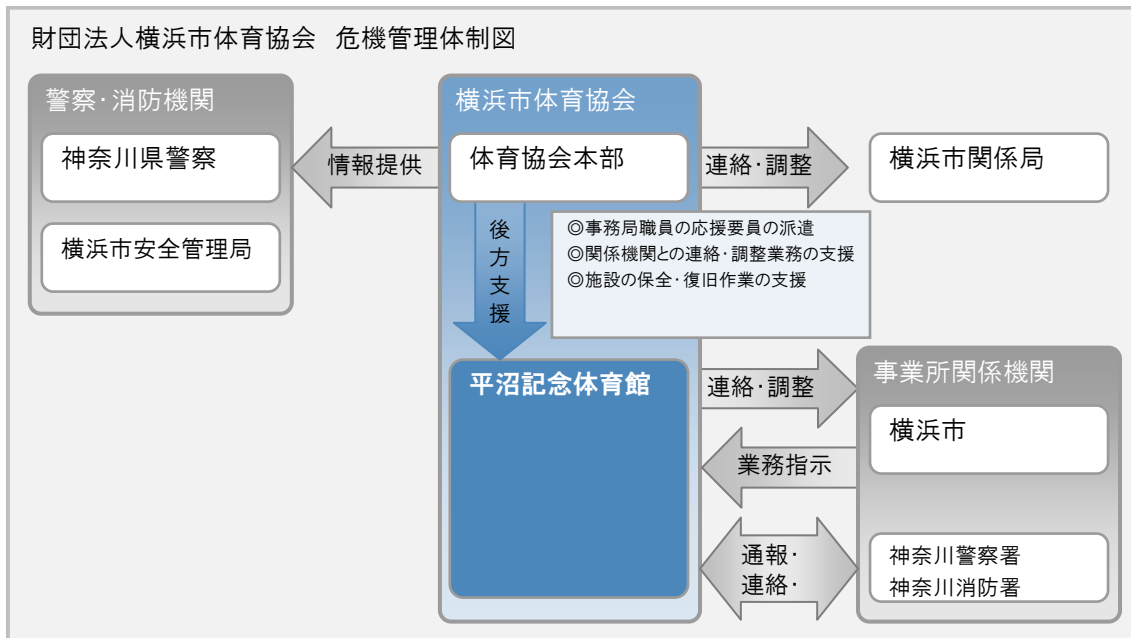 財団法人横浜市体育協会　危機管理体制図
警察・消防機関
神奈川県警察
横浜市安全管理局
情報提供
横浜市体育協会
体育協会本部
連絡・調整
横浜市関係局
後方支援
◎事務局職員の応援要員の派遣
◎関係機関との連絡・調整業務の支援
◎施設の保全・復旧作業の支援
平沼記念体育館
連絡・調整
業務指示
通報・
連絡・
事業所関係機関
横浜市
神奈川警察署
神奈川消防署